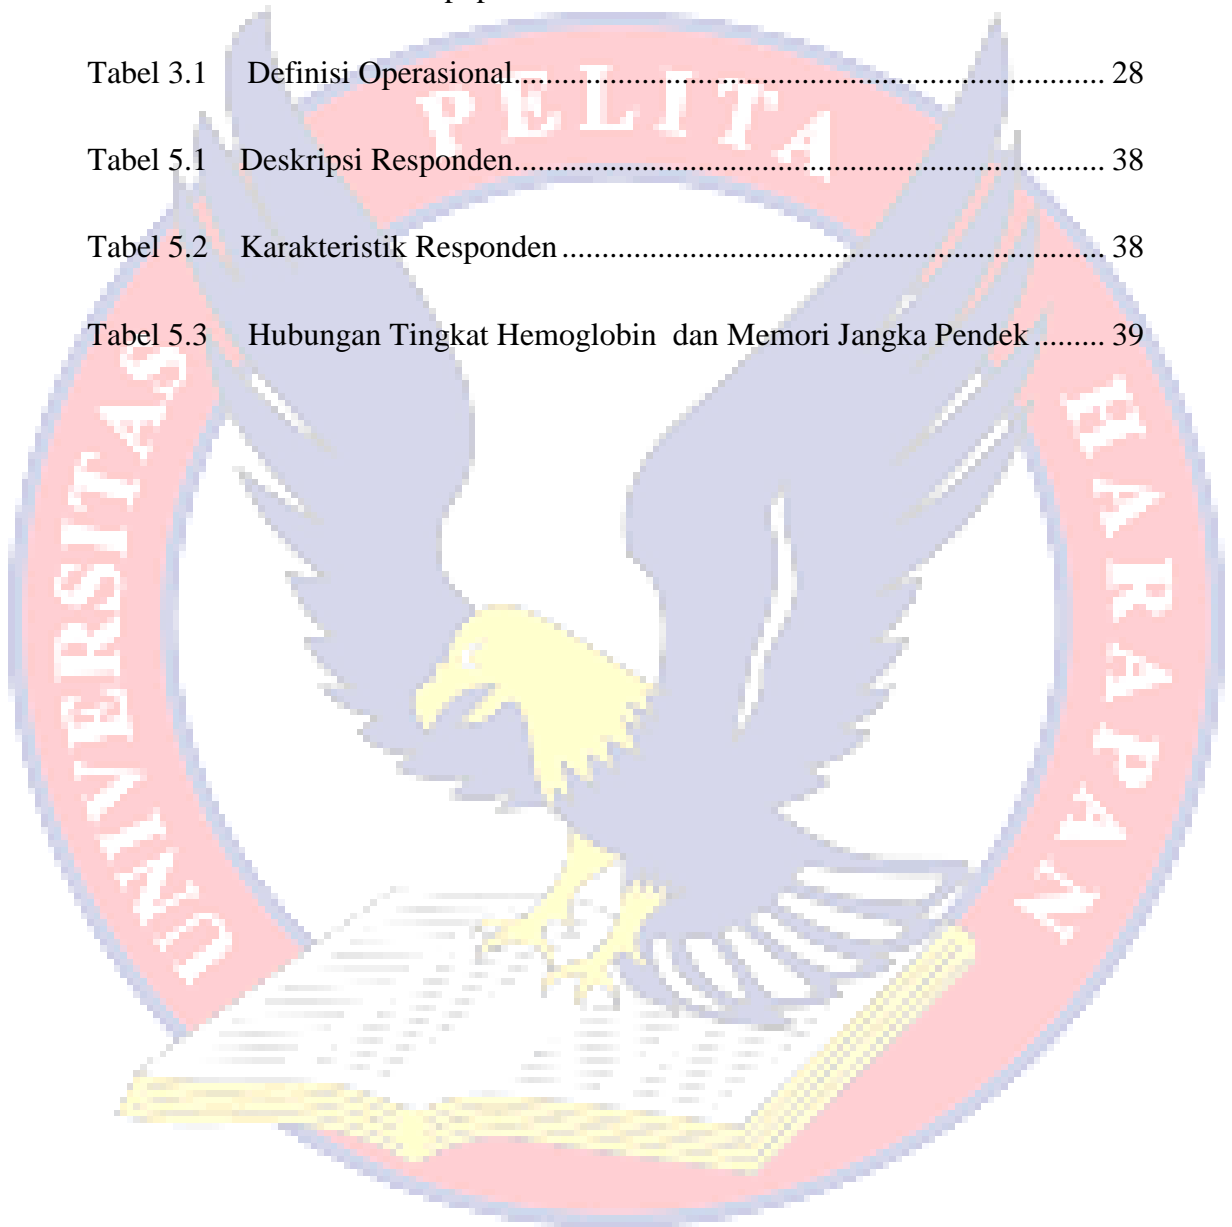 Tabel 3.1 Definisi Operasional.......................................................................... 28
PELITA
Tabel 5.1 Deskripsi Responden.......................................................................... 38
Tabel 5.2 Karakteristik Responden.................................................................... 38
Tabel 5.3 Hubungan Tingkat Hemoglobin dan Memori Jangka Pendek......... 39
UNIVERSITAS
HARAPAN